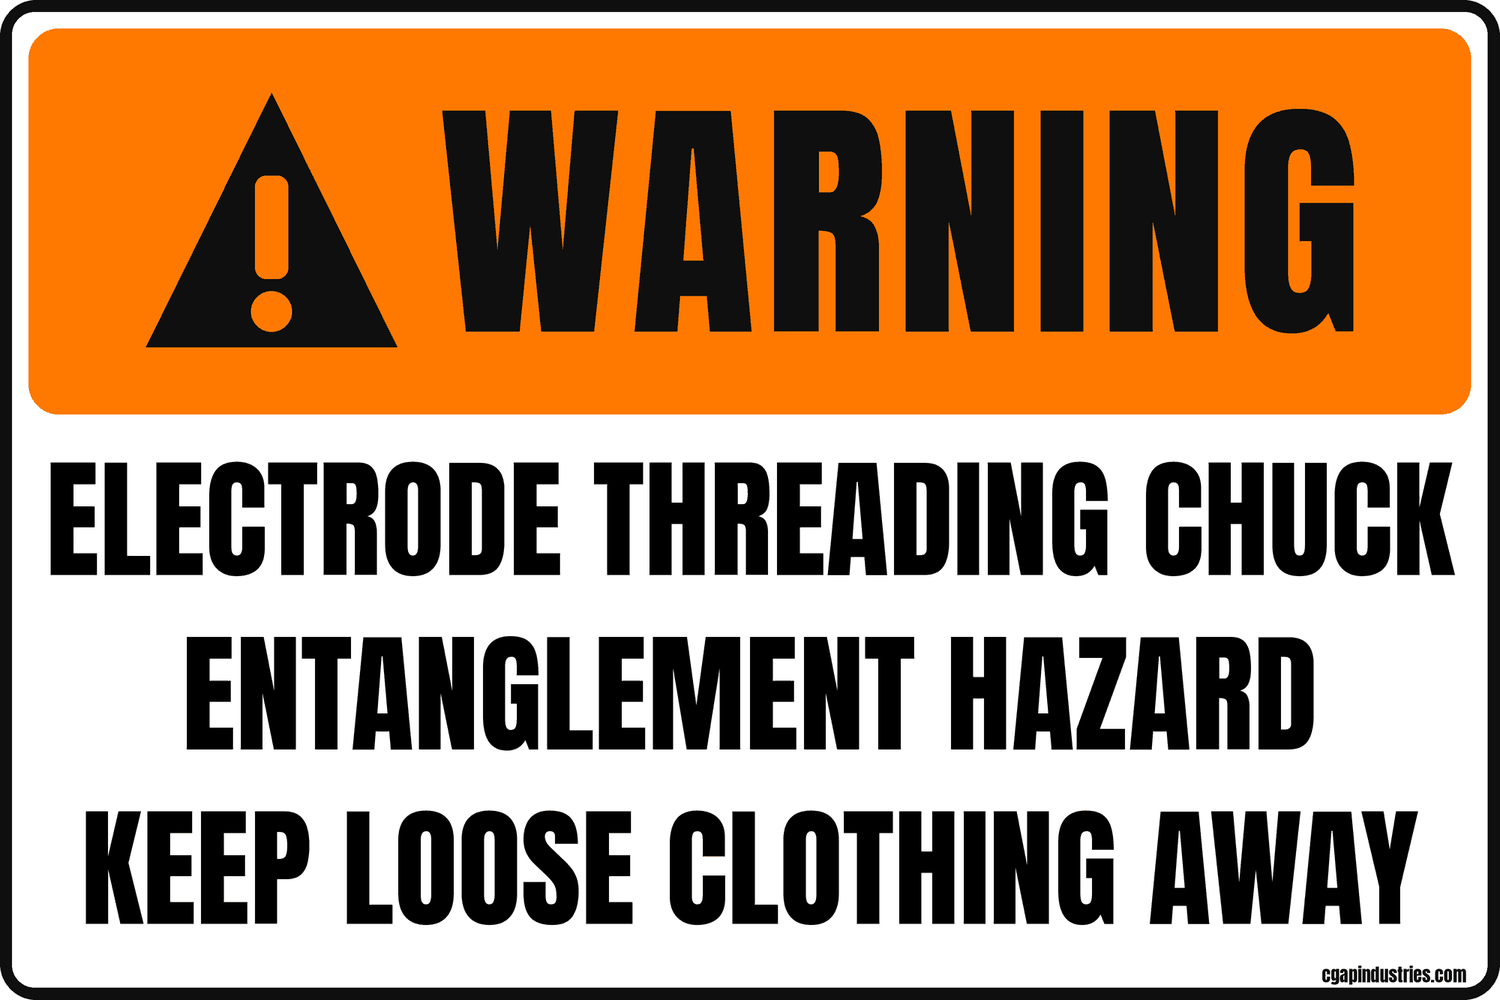 WARNING
ELECTRODE THREADING CHUCK
ENTANGLEMENT HAZARD
KEEP LOOSE CLOTHING AWAY
cgapindustries.com